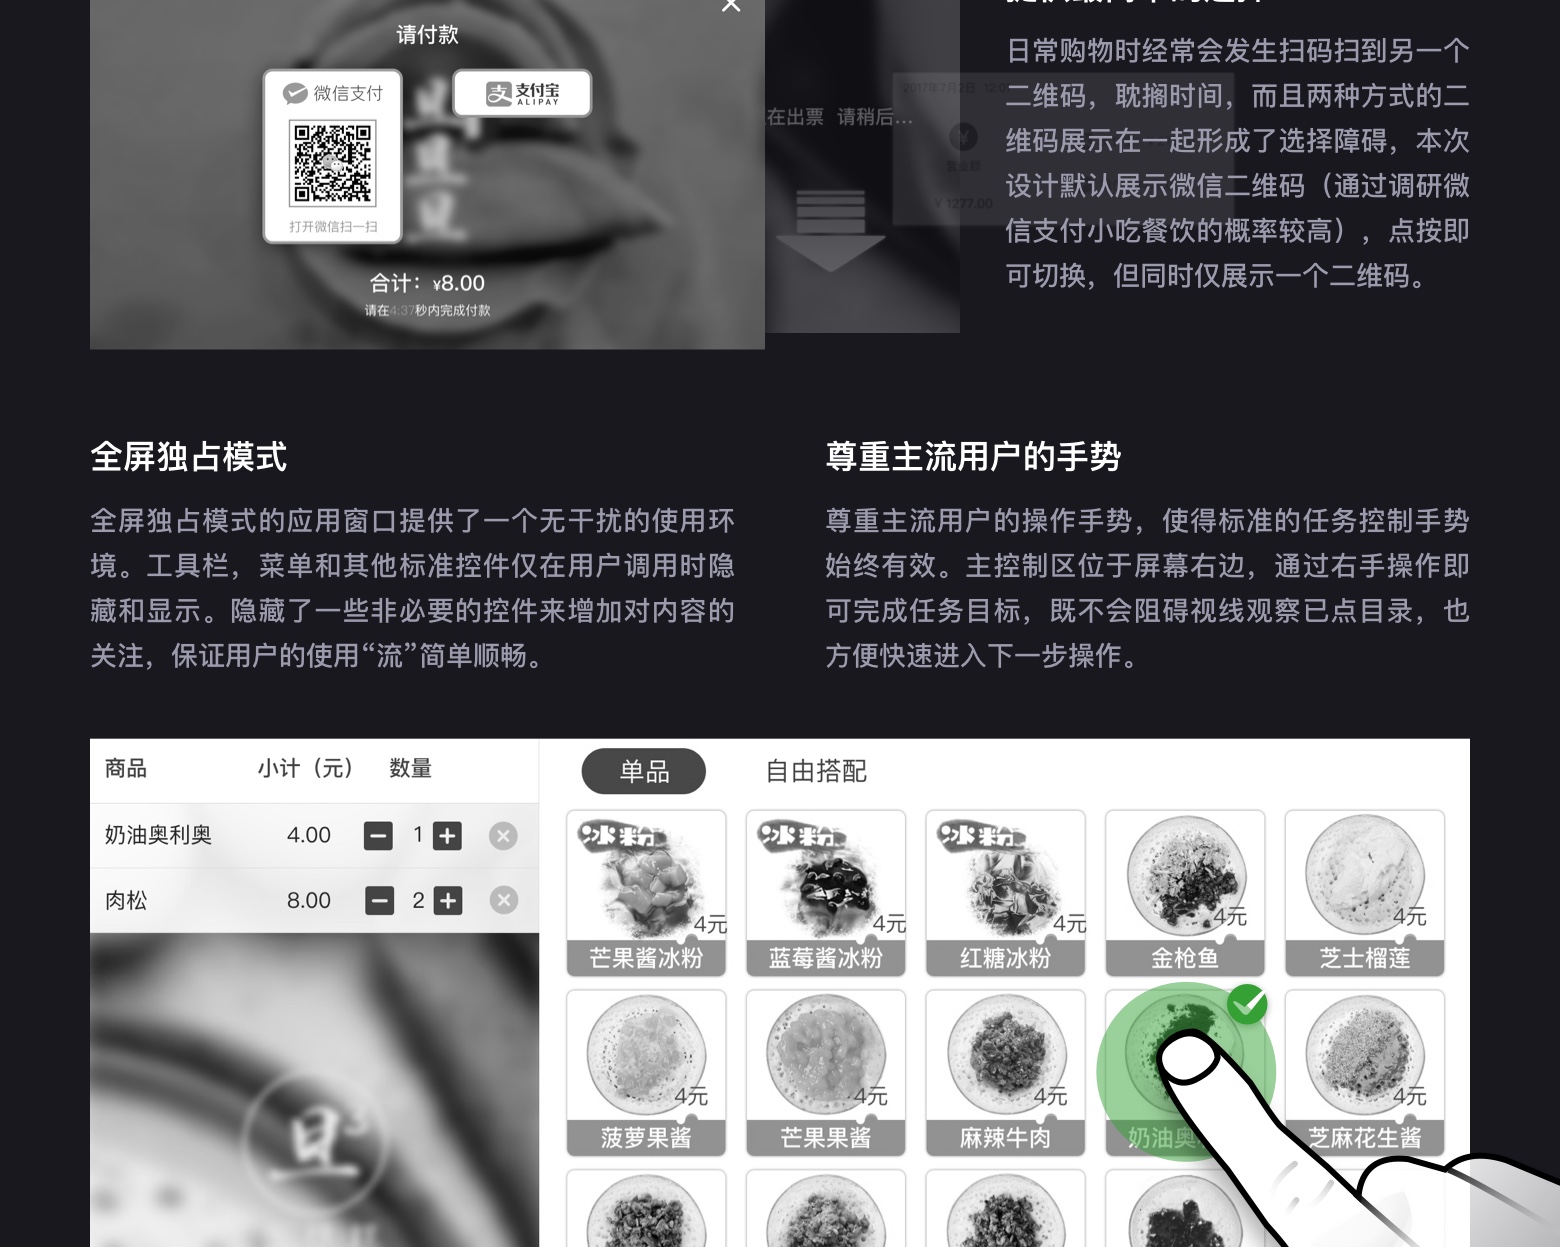 请付款
微信支付
支付宝
ALIPAY
打开微信扫一扫
合计：¥8.00
请在4:37秒内完成付款
在出票 请稍后...
2017年7月2日 12:0
¥ 1277.00
日常购物时经常会发生扫码扫到另一个
二维码，耽搁时间，而且两种方式的二
维码展示在一起形成了选择障碍，本次
设计默认展示微信二维码（通过调研微
信支付小吃餐饮的概率较高），点按即
可切换，但同时仅展示一个二维码。
全屏独占模式
全屏独占模式的应用窗口提供了一个无干扰的使用环
境。工具栏，菜单和其他标准控件仅在用户调用时隐
藏和显示。隐藏了一些非必要的控件来增加对内容的
关注，保证用户的使用“流”简单顺畅。
尊重主流用户的手势
尊重主流用户的操作手势，使得标准的任务控制手势
始终有效。主控制区位于屏幕右边，通过右手操作即
可完成任务目标，既不会阻碍视线观察已点目录，也
方便快速进入下一步操作。
商品 小计（元） 数量
奶油奥利奥 4.00 1
肉松 8.00 2
旦
单品 自由搭配
冰粉 冰粉 冰粉
4元 4元 4元 4元 4元
芒果酱冰粉 蓝莓酱冰粉 红糖冰粉 金枪鱼 芝士榴莲
4元 4元 4元 4元
菠萝果酱 芒果果酱 麻辣牛肉 奶油奥 芝麻花生酱